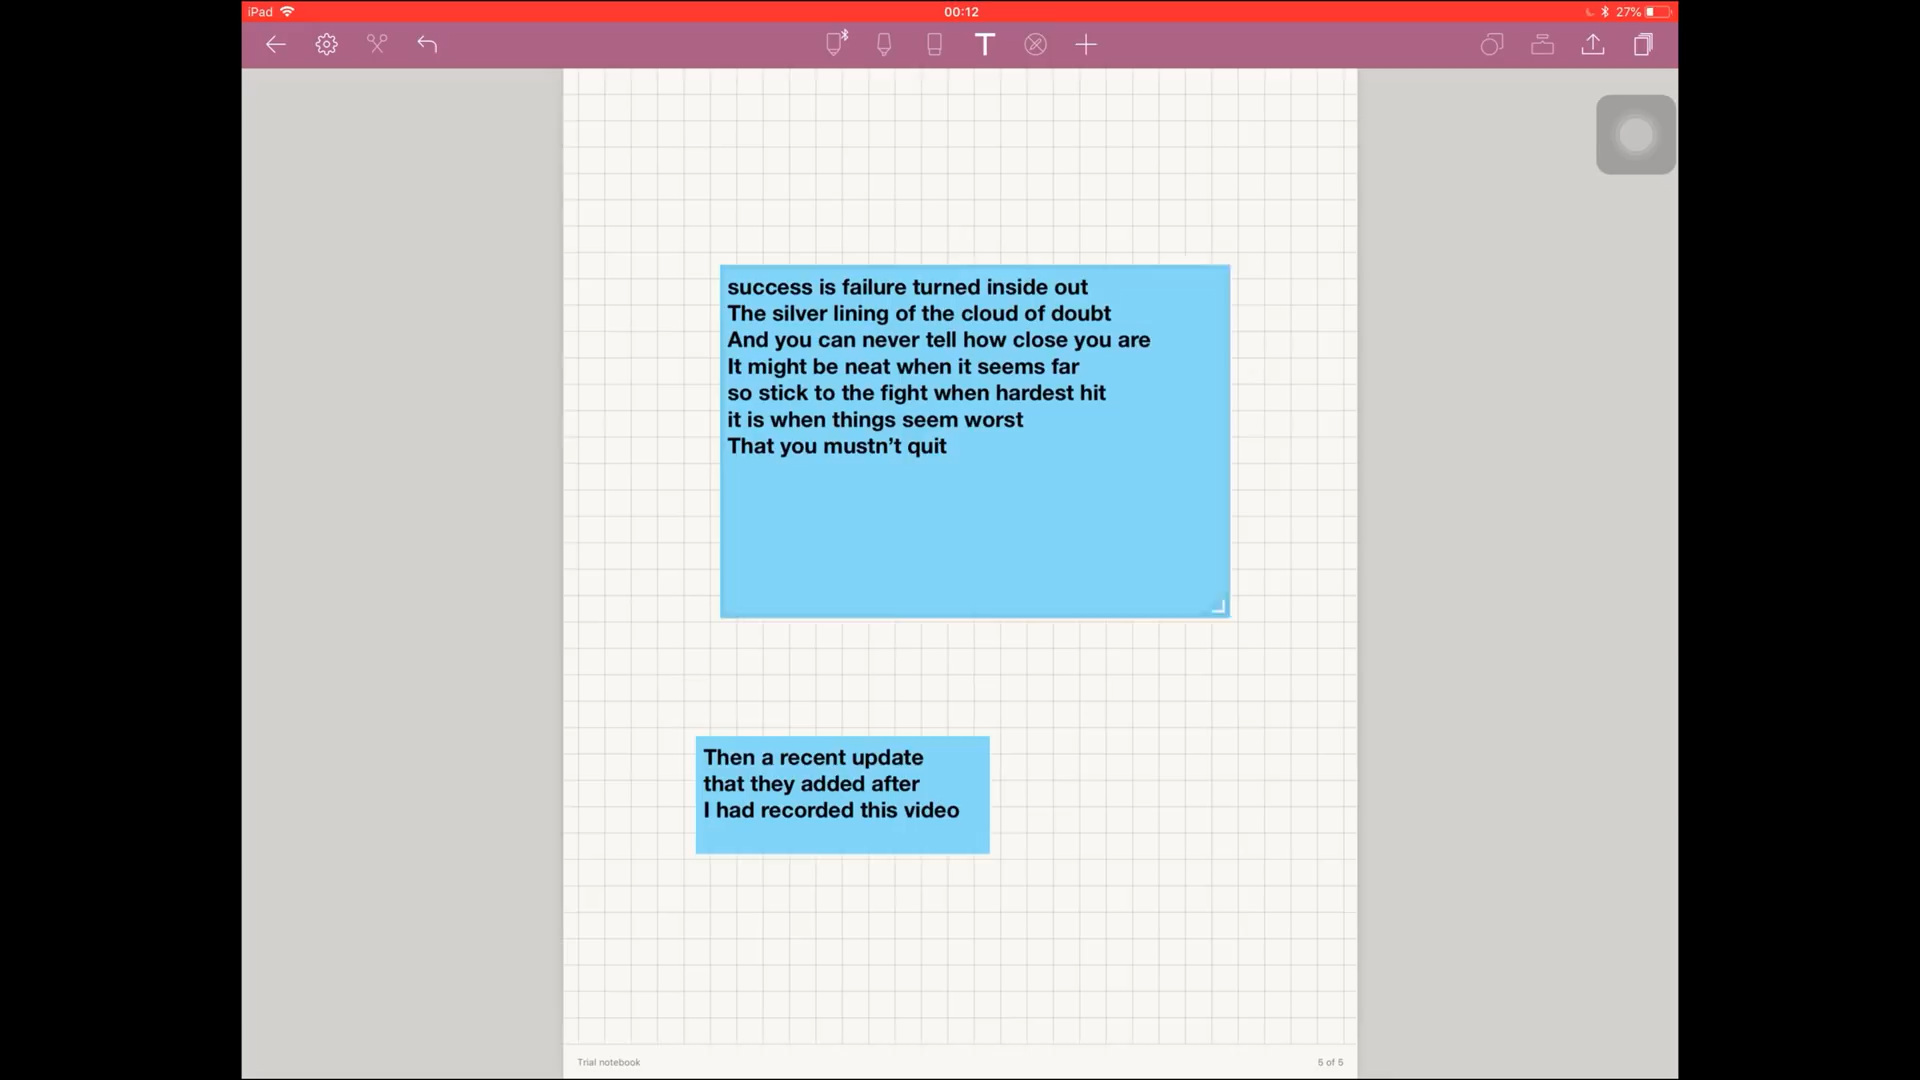 iPad 00:12 27%
T
success is failure turned inside out
The silver lining of the cloud of doubt
And you can never tell how close you are
It might be neat when it seems far
so stick to the fight when hardest hit
it is when things seem worst
That you mustn’t quit
Then a recent update
that they added after
I had recorded this video
Trial notebook 5 of 5